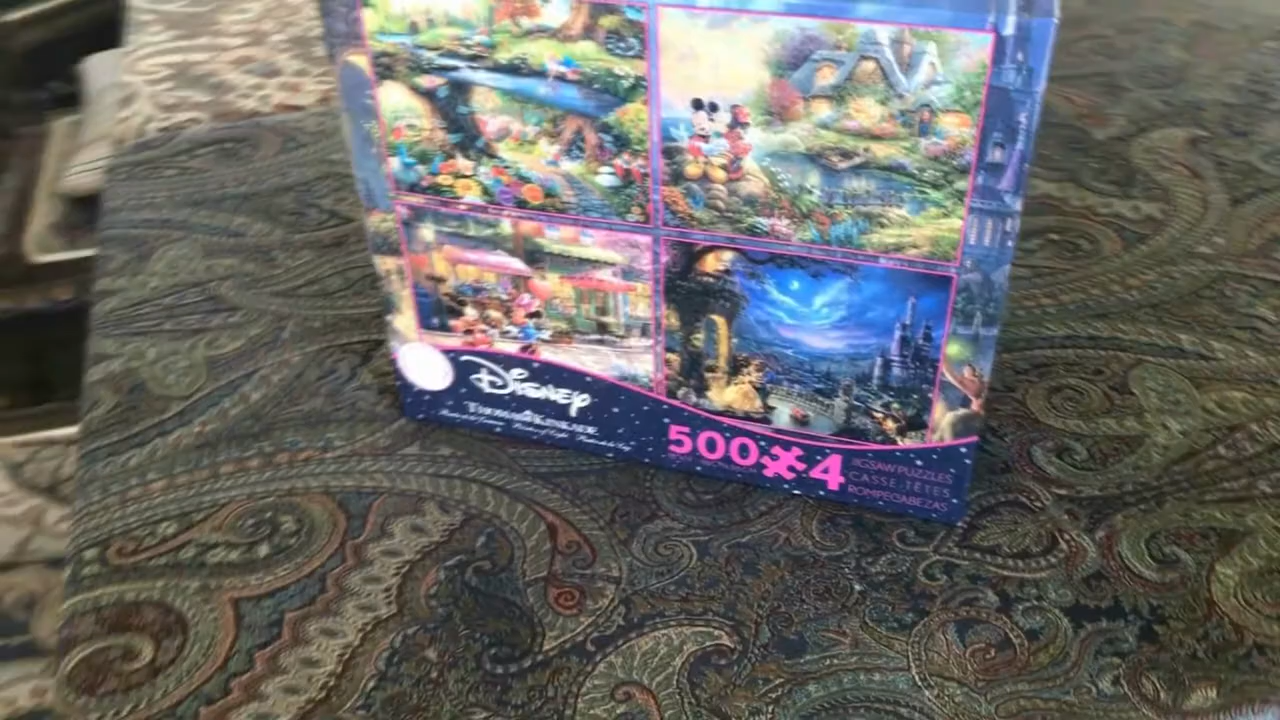 Disney
THOMAS KINKADE
500
4
JIGSAW PUZZLES
CASSE-TÊTES
ROMPECABEZAS